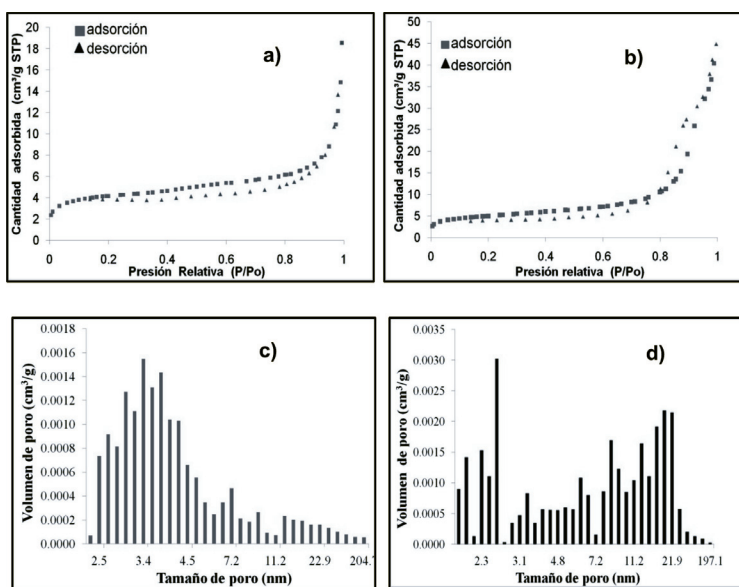 20
18
16
14
12
10
8
6
4
2
0
Cantidad adsorbida (cm³/g STP)
adsorción
desorción
a)
0 0.2 0.4 0.6 0.8 1
Presión Relativa (P/Po)
50
45
40
35
30
25
20
15
10
5
0
Cantidad adsorbida (cm³/g STP)
adsorción
desorción
b)
0 0.2 0.4 0.6 0.8 1
Presión relativa (P/Po)
0.0018
0.0016
0.0014
0.0012
0.0010
0.0008
0.0006
0.0004
0.0002
0.0000
Volumen de poro (cm³/g)
c)
2.5 3.4 4.5 7.2 11.2 22.9 204.
Tamaño de poro (nm)
0.0035
0.0030
0.0025
0.0020
0.0015
0.0010
0.0005
0.0000
Volumen de poro (cm³/g)
d)
2.3 3.1 4.8 7.2 11.2 21.9 197.1
Tamaño de poro (nm)